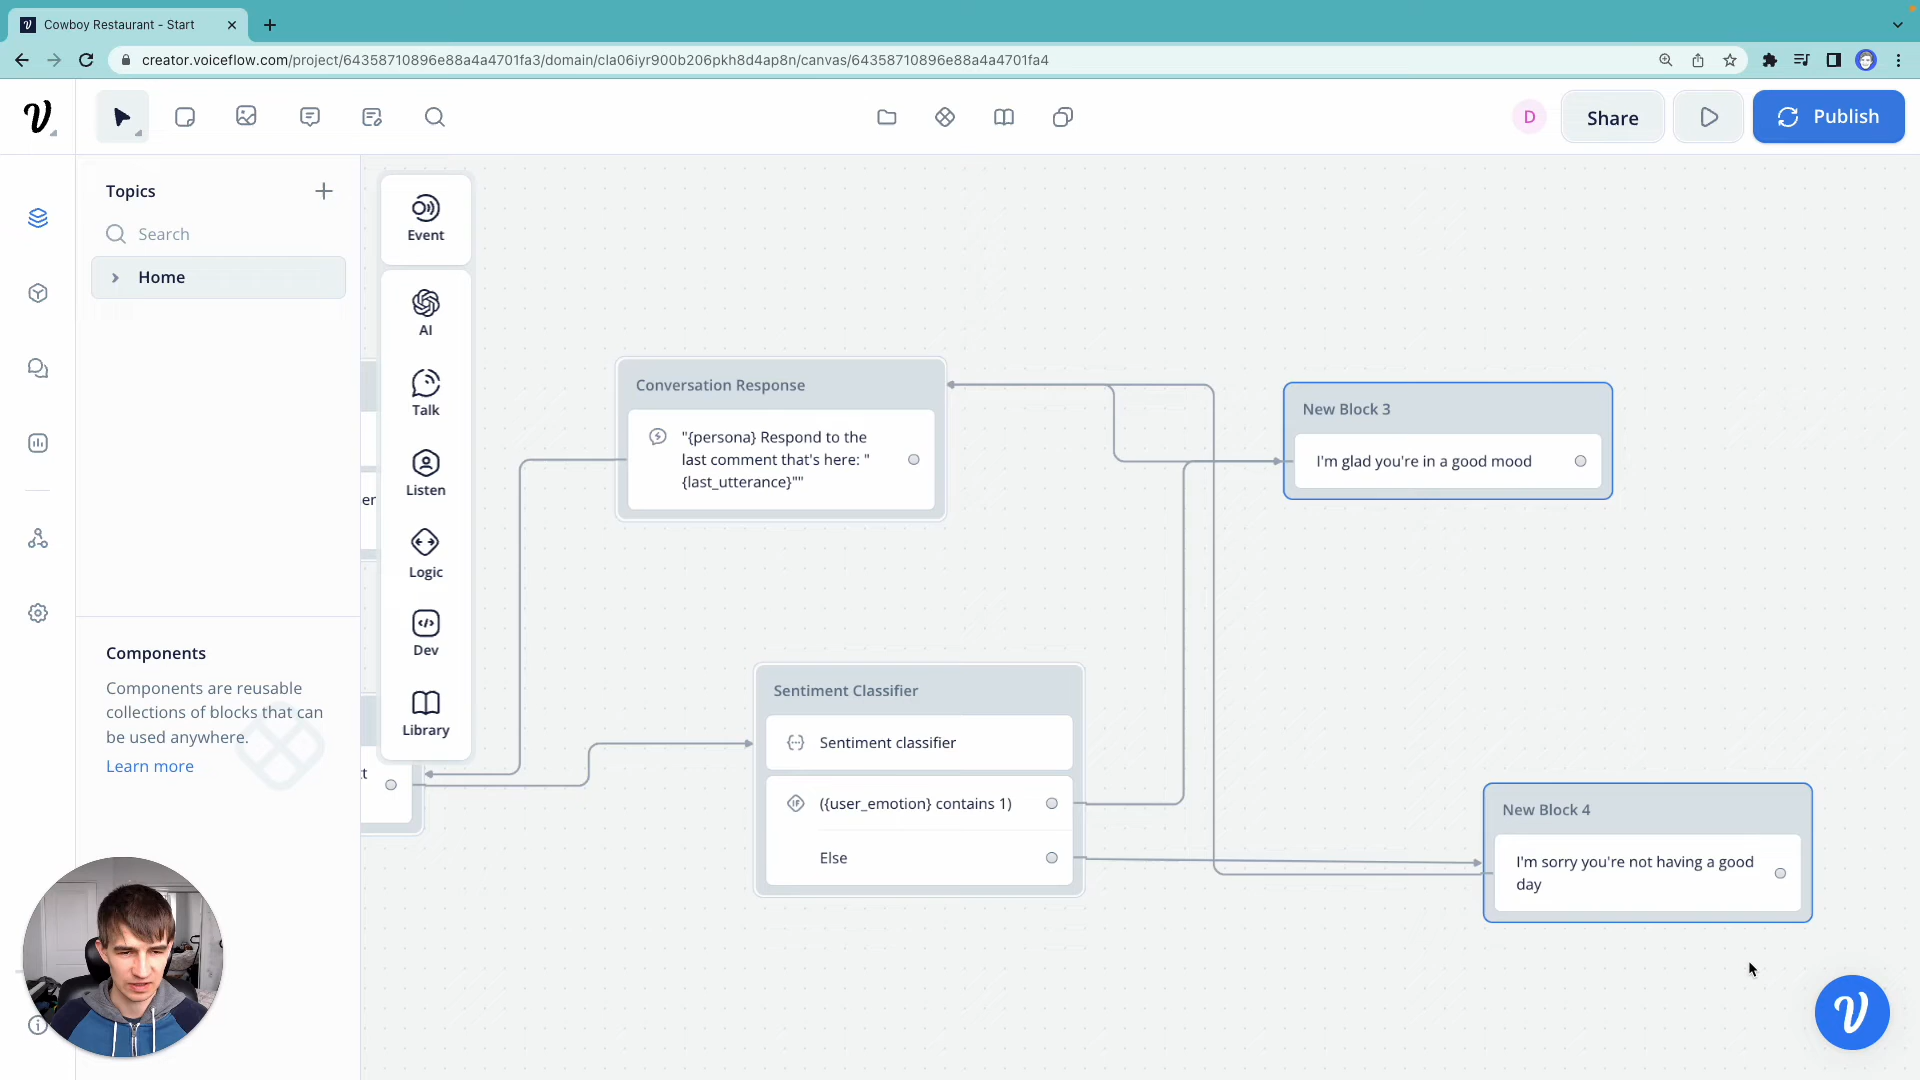 Cowboy Restaurant - Start
creator.voiceflow.com/project/64358710896e88a4a4701fa3/domain/cla06iyr900b206pkh8d4ap8n/canvas/64358710896e88a4a4701fa4
D
Share
Publish
Topics
Search
Home
Components
Components are reusable
collections of blocks that can
be used anywhere.
Learn more
Event
AI
Talk
Listen
Logic
Dev
Library
er
t
Conversation Response
"{persona} Respond to the
last comment that's here: "
{last_utterance}""
Sentiment Classifier
Sentiment classifier
({user_emotion} contains 1)
Else
New Block 3
I'm glad you're in a good mood
New Block 4
I'm sorry you're not having a good
day